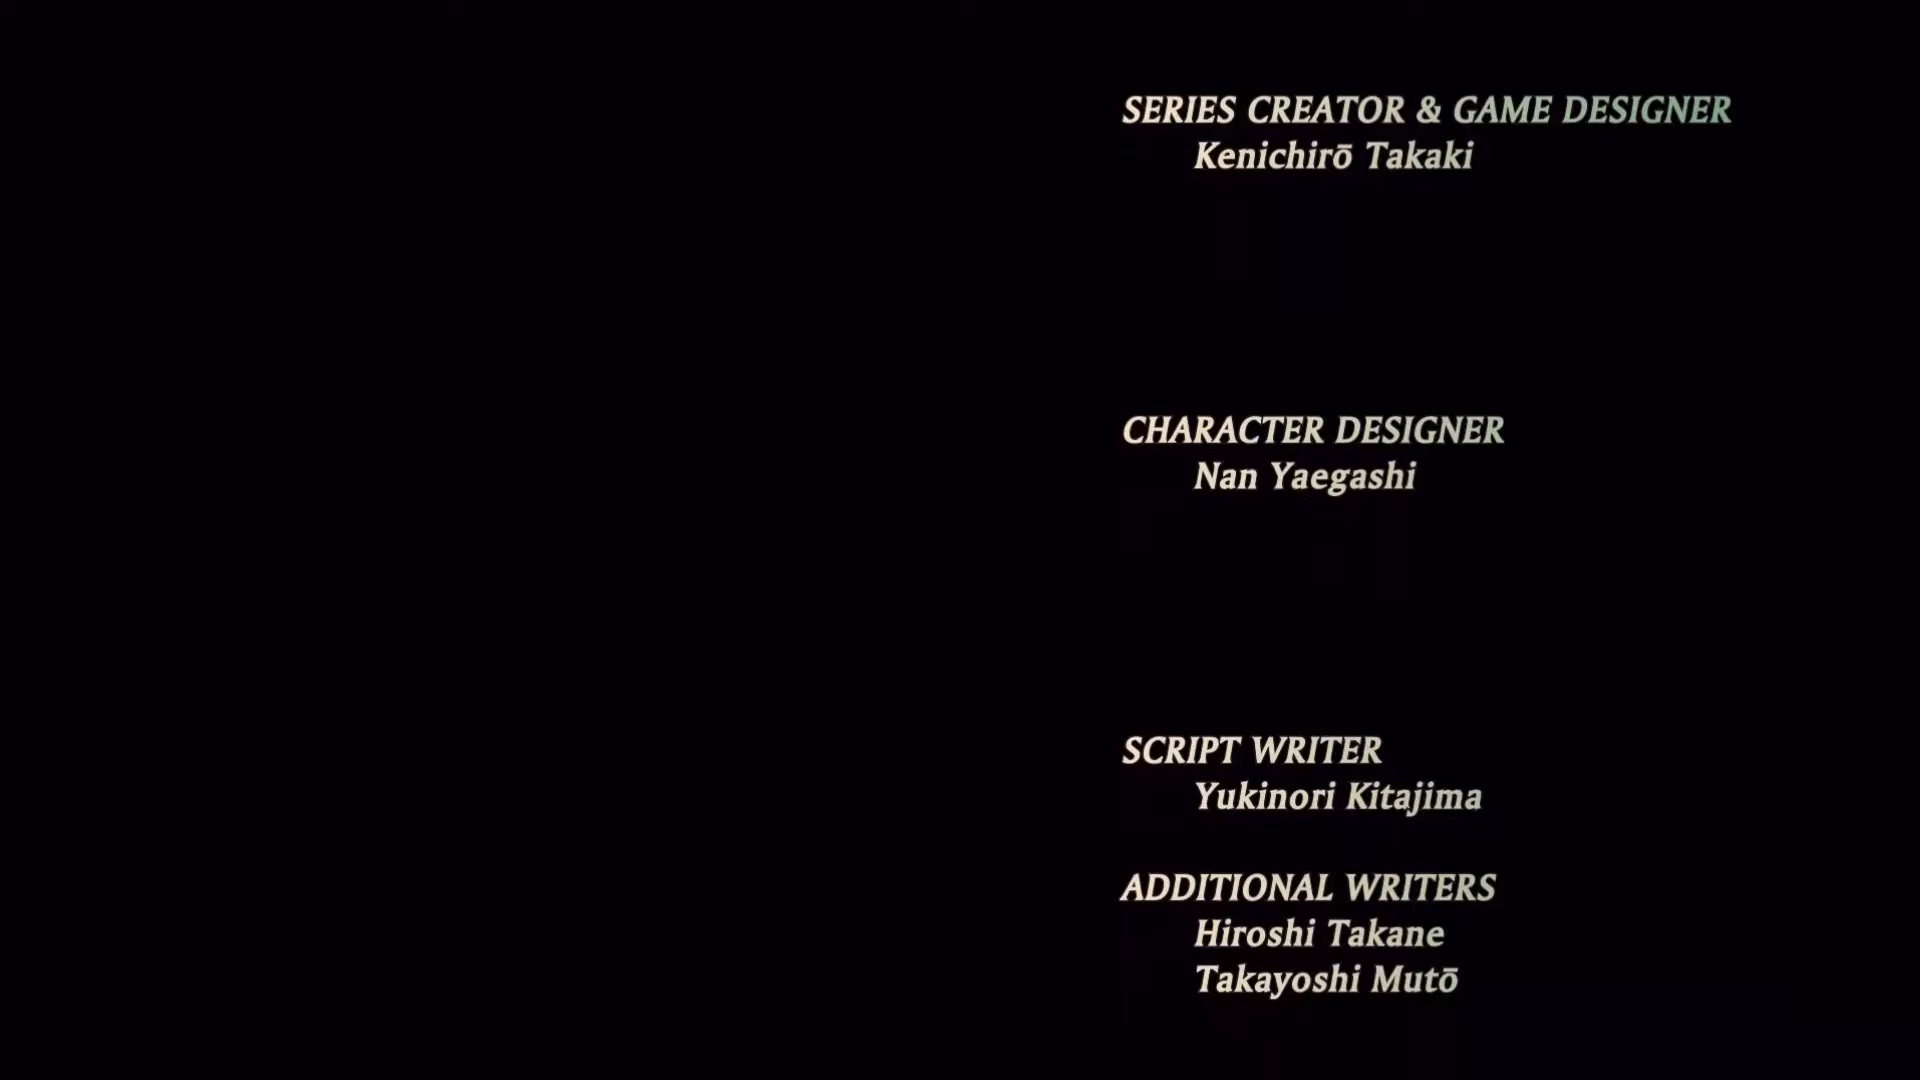 SERIES CREATOR & GAME DESIGNER
Kenichirō Takaki
CHARACTER DESIGNER
Nan Yaegashi
SCRIPT WRITER
Yukinori Kitajima
ADDITIONAL WRITERS
Hiroshi Takane
Takayoshi Mutō